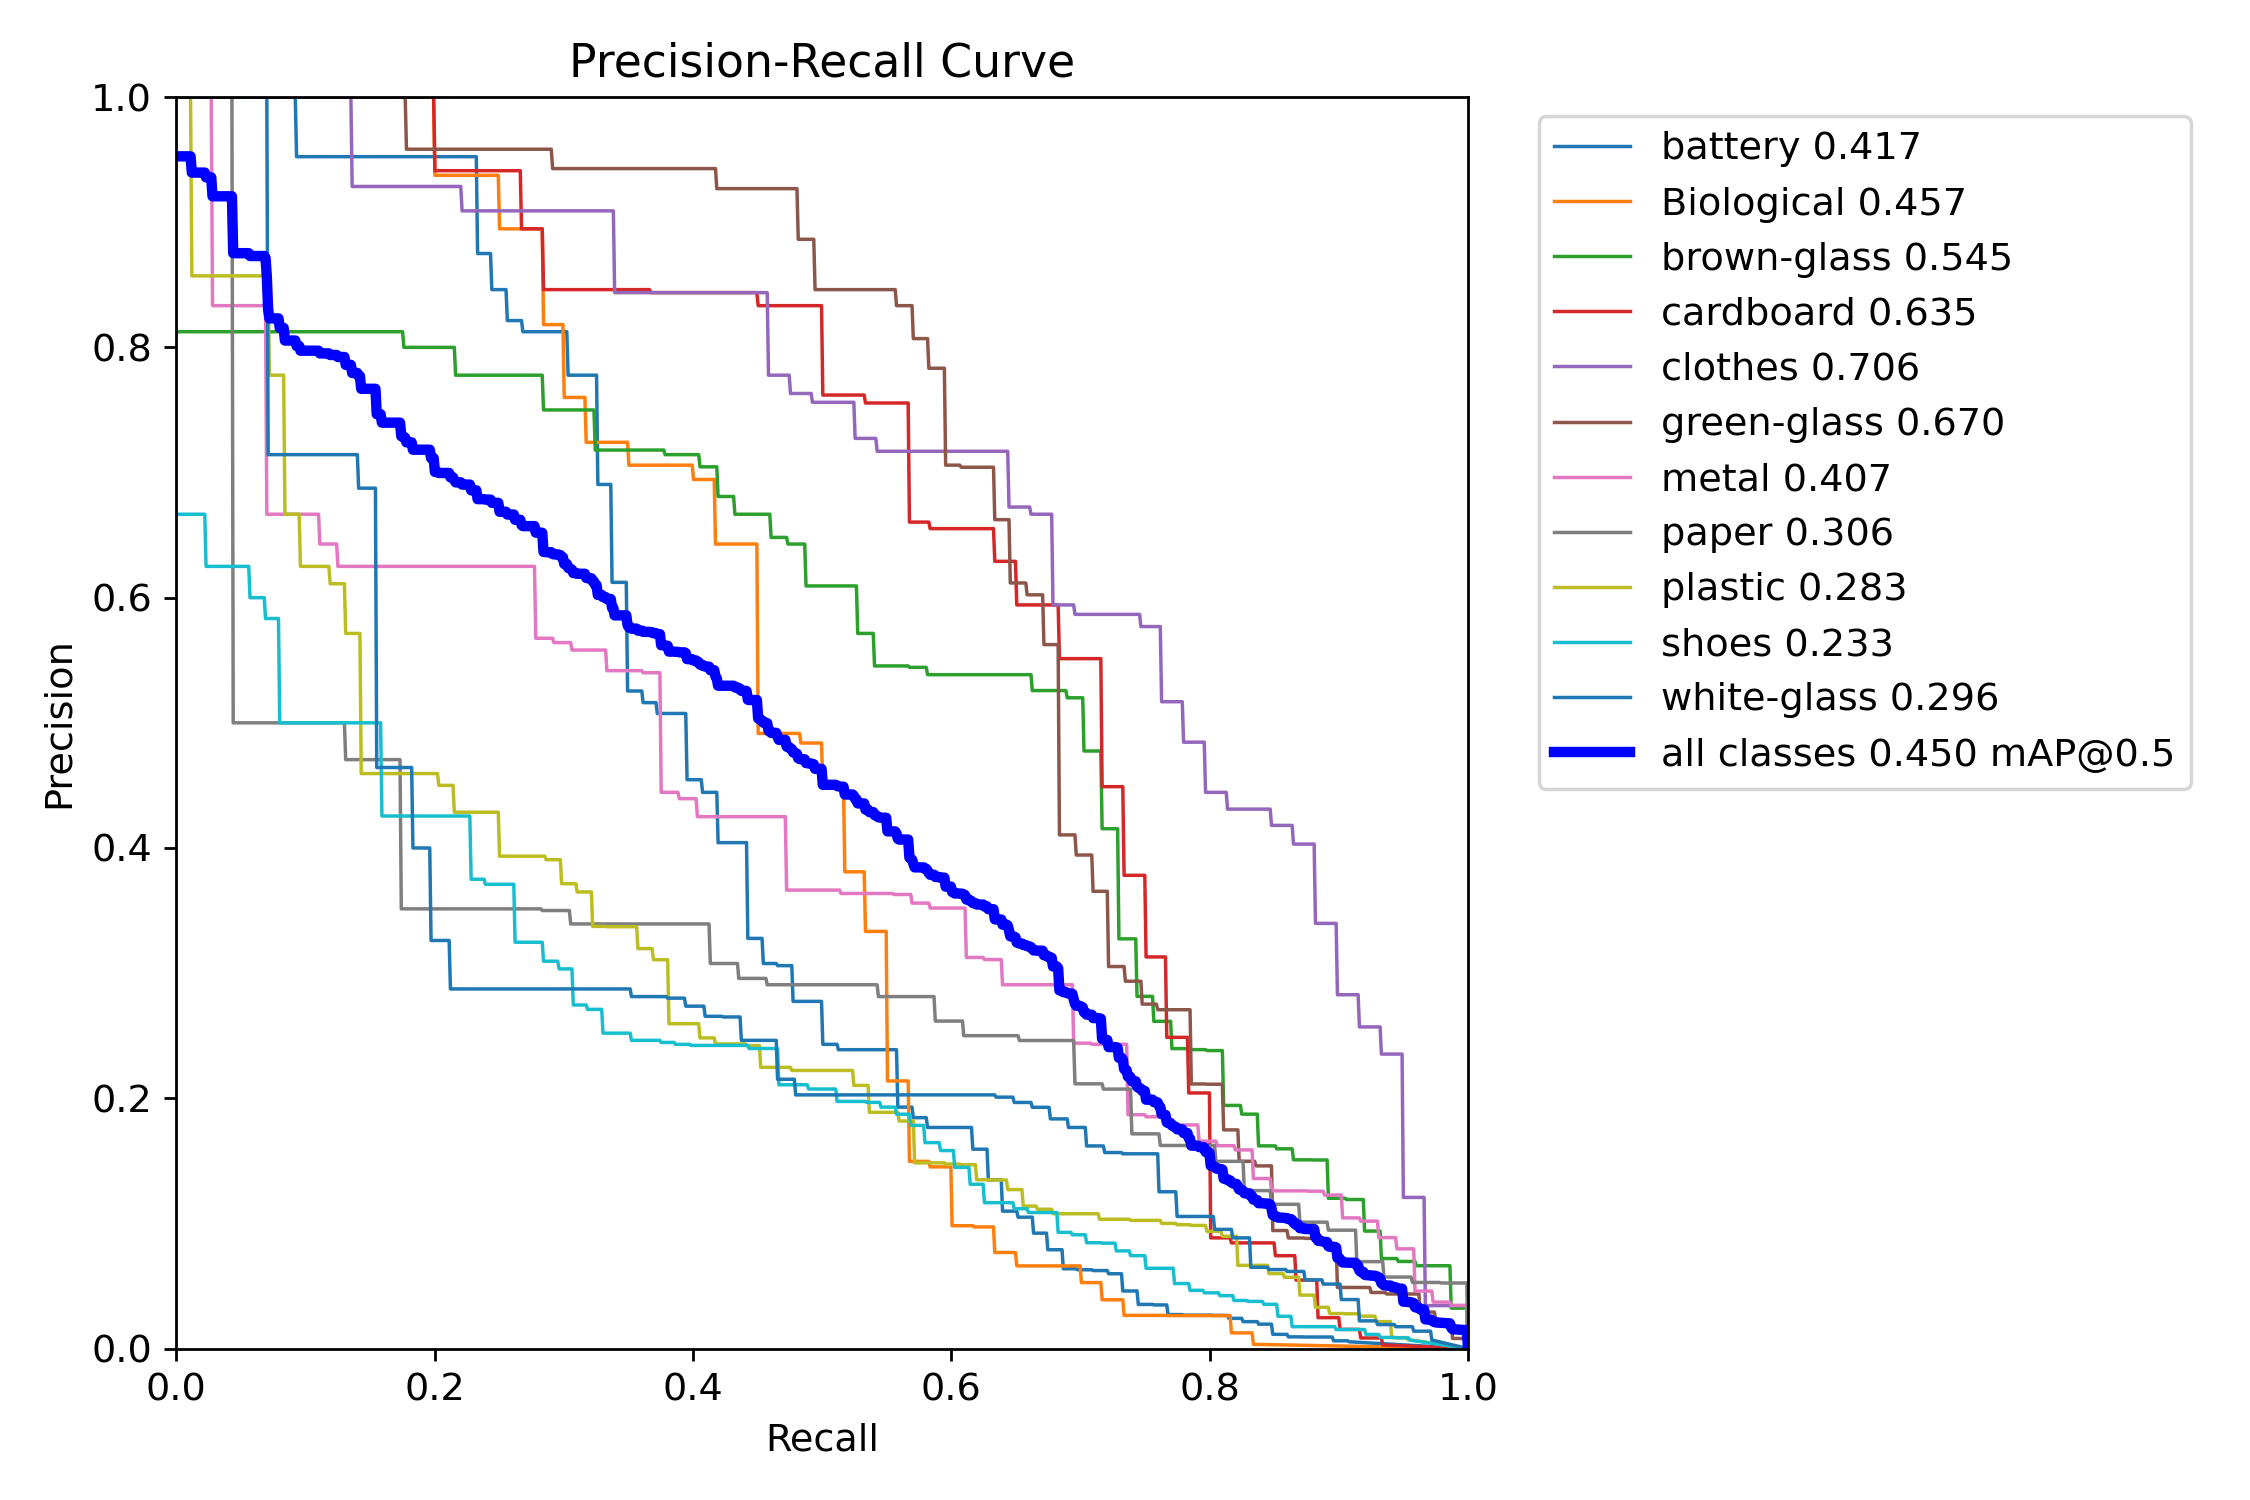 Precision-Recall Curve
1.0
0.8
0.6
0.4
0.2
0.0
Precision
0.0 0.2 0.4 0.6 0.8 1.0
Recall
battery 0.417
Biological 0.457
brown-glass 0.545
cardboard 0.635
clothes 0.706
green-glass 0.670
metal 0.407
paper 0.306
plastic 0.283
shoes 0.233
white-glass 0.296
all classes 0.450 mAP@0.5